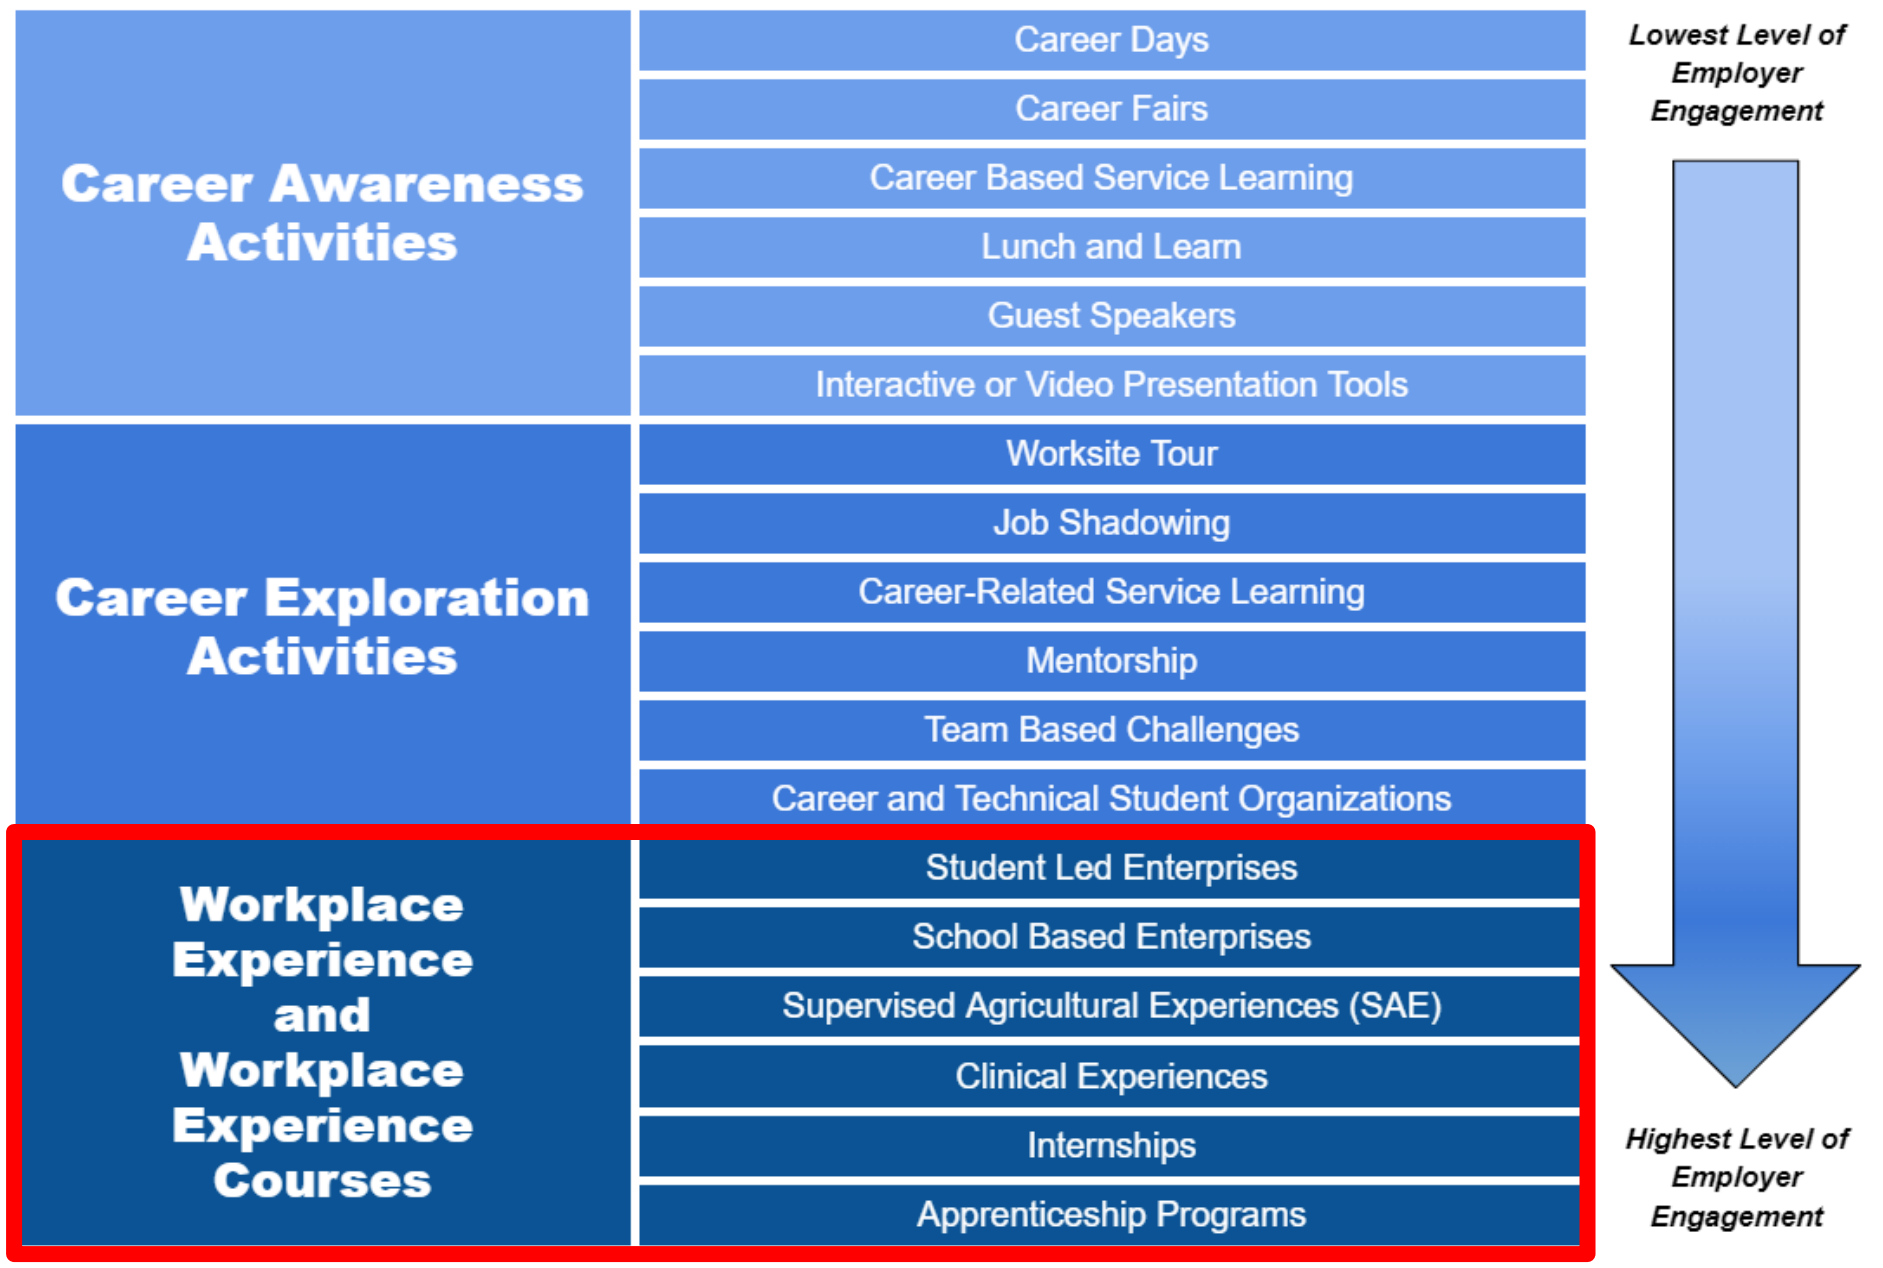 Career Awareness
Activities
Career Days
Career Fairs
Career Based Service Learning
Lunch and Learn
Guest Speakers
Interactive or Video Presentation Tools
Career Exploration
Activities
Worksite Tour
Job Shadowing
Career-Related Service Learning
Mentorship
Team Based Challenges
Career and Technical Student Organizations
Workplace
Experience
and
Workplace
Experience
Courses
Student Led Enterprises
School Based Enterprises
Supervised Agricultural Experiences (SAE)
Clinical Experiences
Internships
Apprenticeship Programs
Lowest Level of
Employer
Engagement
Highest Level of
Employer
Engagement